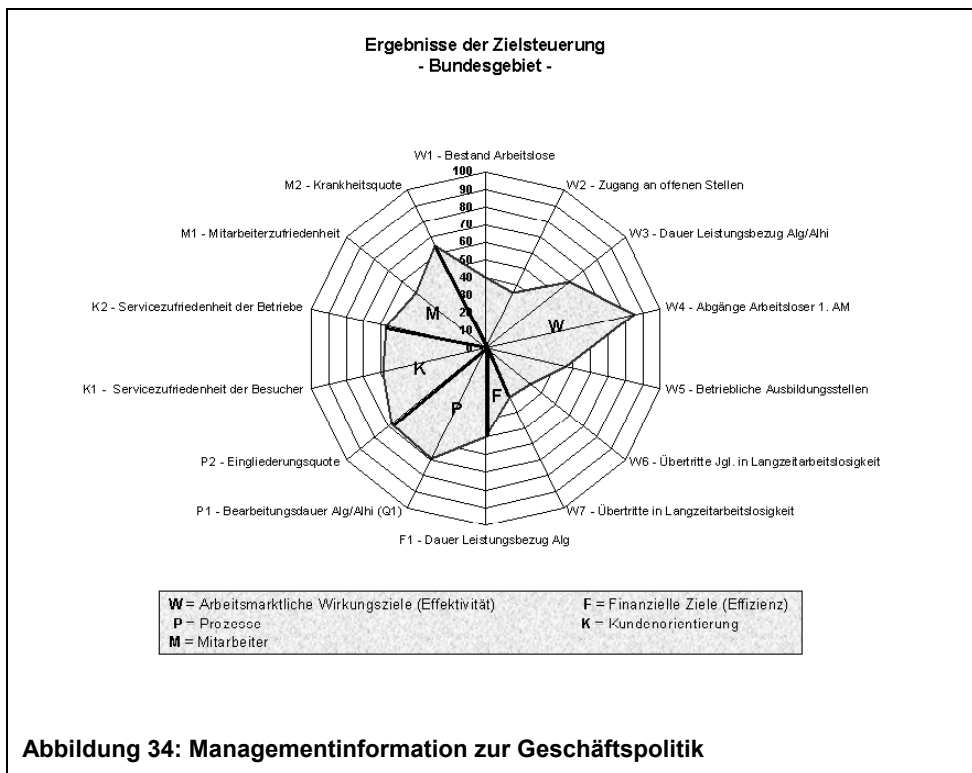 Ergebnisse der Zielsteuerung
- Bundesgebiet -
W1 - Bestand Arbeitslose
M2 - Krankheitsquote
W2 - Zugang an offenen Stellen
M1 - Mitarbeiterzufriedenheit
W3 - Dauer Leistungsbezug Alg/Alhi
K2 - Servicezufriedenheit der Betriebe
W4 - Abgänge Arbeitsloser 1. AM
K1 - Servicezufriedenheit der Besucher
W5 - Betriebliche Ausbildungsstellen
P2 - Eingliederungsquote
W6 - Übertritte Jgl. in Langzeitarbeitslosigkeit
P1 - Bearbeitungsdauer Alg/Alhi (Q1)
W7 - Übertritte in Langzeitarbeitslosigkeit
F1 - Dauer Leistungsbezug Alg
100
90
80
70
60
50
40
30
20
10
0
M
W
K
P
F
W = Arbeitsmarktliche Wirkungsziele (Effektivität)
F = Finanzielle Ziele (Effizienz)
P = Prozesse
K = Kundenorientierung
M = Mitarbeiter
Abbildung 34: Managementinformation zur Geschäftspolitik